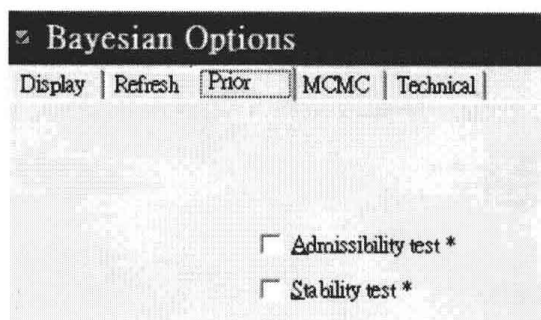 Bayesian Options
Display | Refresh | Prior | MCMC | Technical |
Admissibility test *
Stability test *